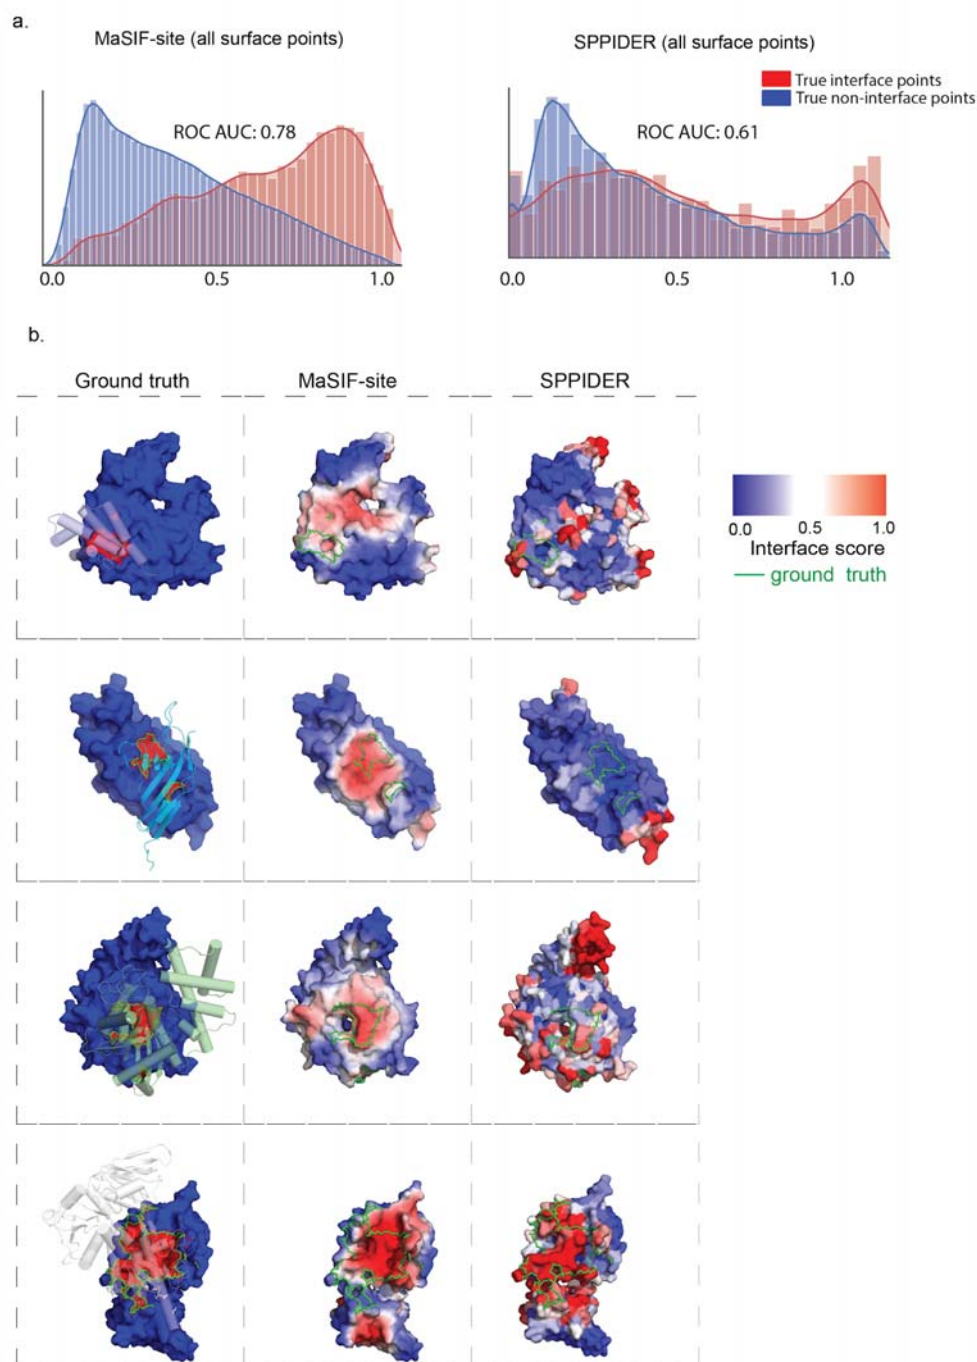 a.
MaSIF-site (all surface points)
SPPIDER (all surface points)
True interface points
True non-interface points
ROC AUC: 0.78
ROC AUC: 0.61
0.0 0.5 1.0
0.0 0.5 1.0
b.
Ground truth
MaSIF-site
SPPIDER
0.0 0.5 1.0
Interface score
ground truth